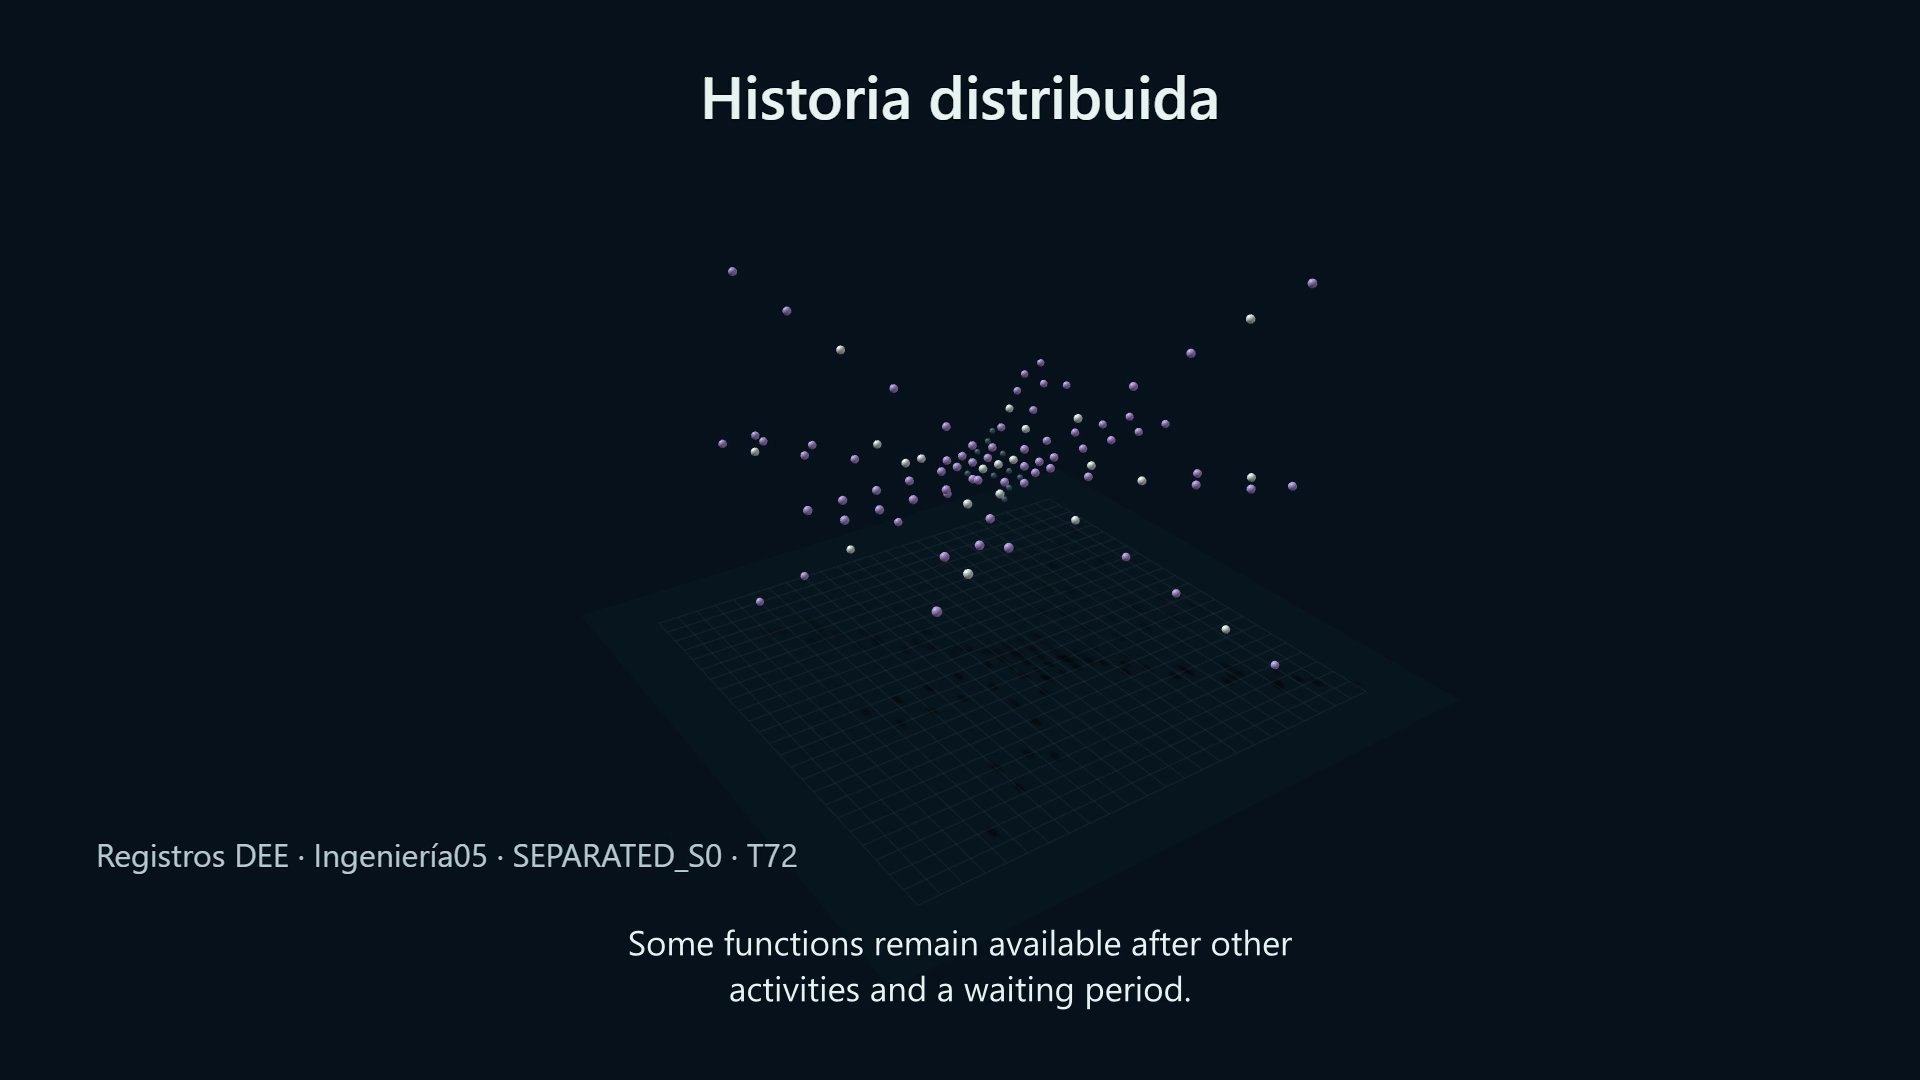 Historia distribuida
Registros DEE · Ingeniería05 · SEPARATED_S0 · T72
Some functions remain available after other
activities and a waiting period.